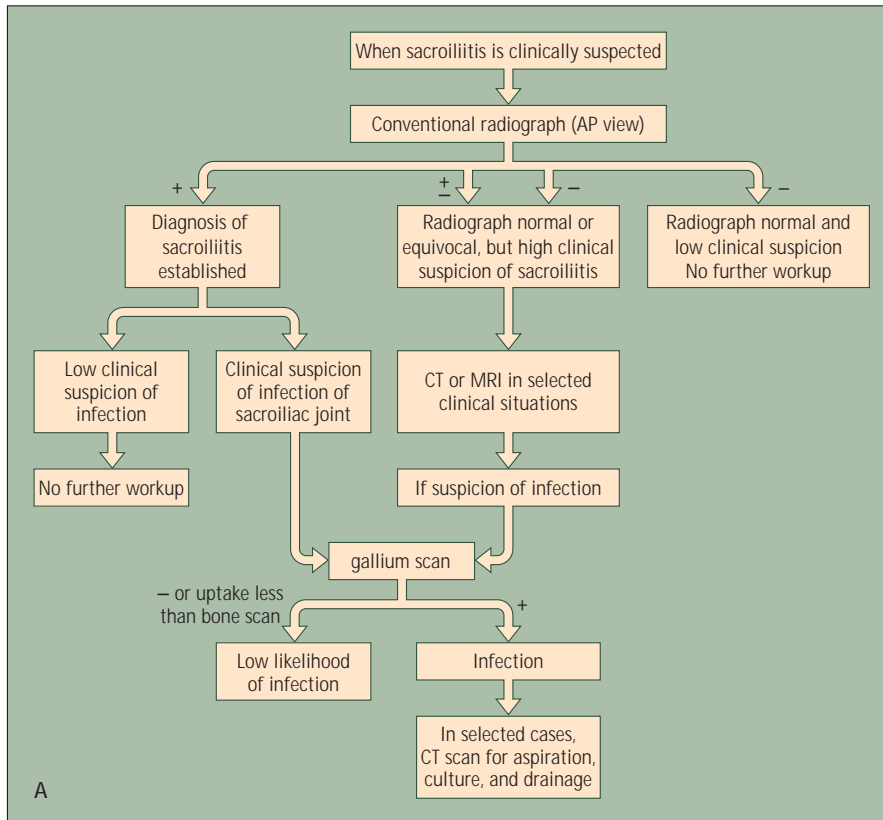 When sacroiliitis is clinically suspected
Conventional radiograph (AP view)
+
±
–
–
Diagnosis of
sacroiliitis
established
Radiograph normal or
equivocal, but high clinical
suspicion of sacroiliitis
Radiograph normal and
low clinical suspicion
No further workup
Low clinical
suspicion of
infection
Clinical suspicion
of infection of
sacroiliac joint
CT or MRI in selected
clinical situations
No further workup
If suspicion of infection
gallium scan
– or uptake less
than bone scan
+
Low likelihood
of infection
Infection
In selected cases,
CT scan for aspiration,
culture, and drainage
A